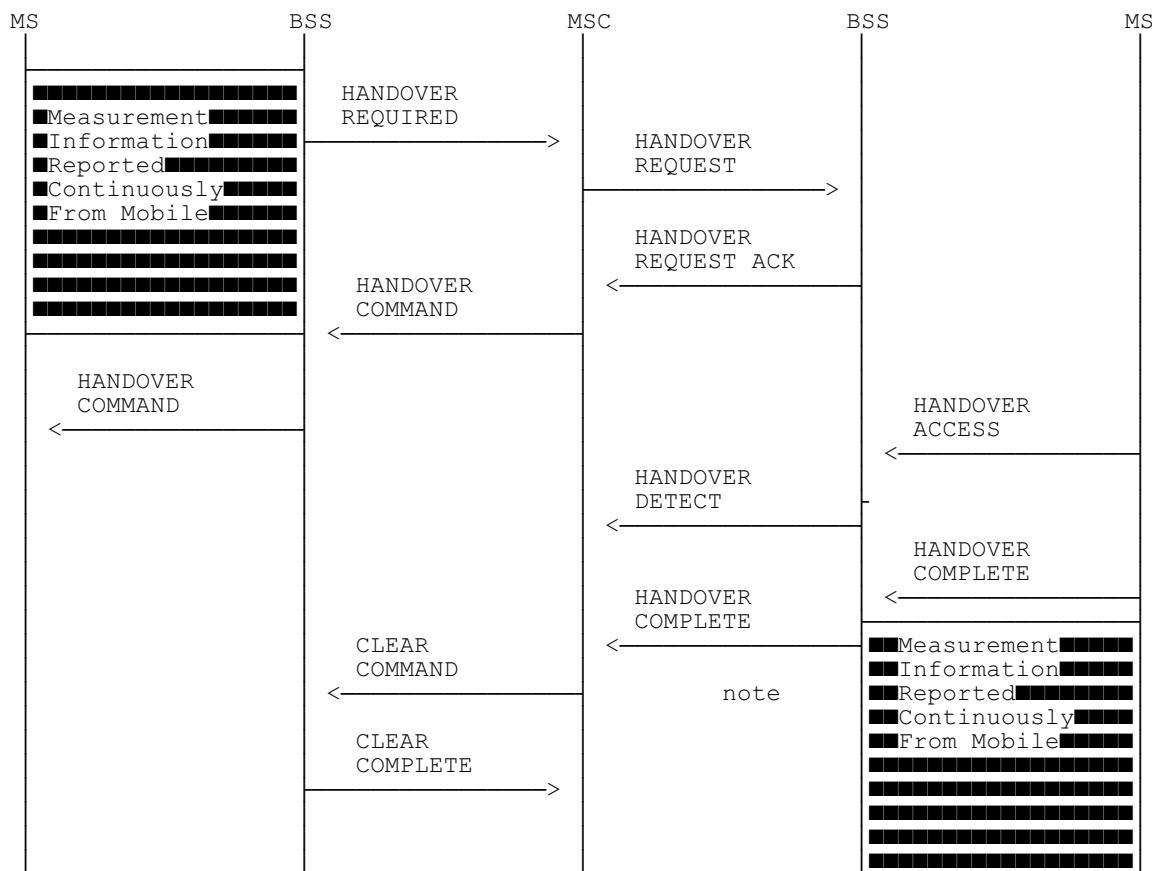 MS BSS MSC BSS MS
HANDOVER
Measurement REQUIRED
Information HANDOVER
Reported REQUEST
Continuously
From Mobile
HANDOVER
REQUEST ACK
HANDOVER
COMMAND
HANDOVER
COMMAND HANDOVER
ACCESS
HANDOVER
DETECT
HANDOVER
COMPLETE
HANDOVER
COMPLETE
CLEAR Measurement
COMMAND Information
note Reported
Continuously
CLEAR From Mobile
COMPLETE